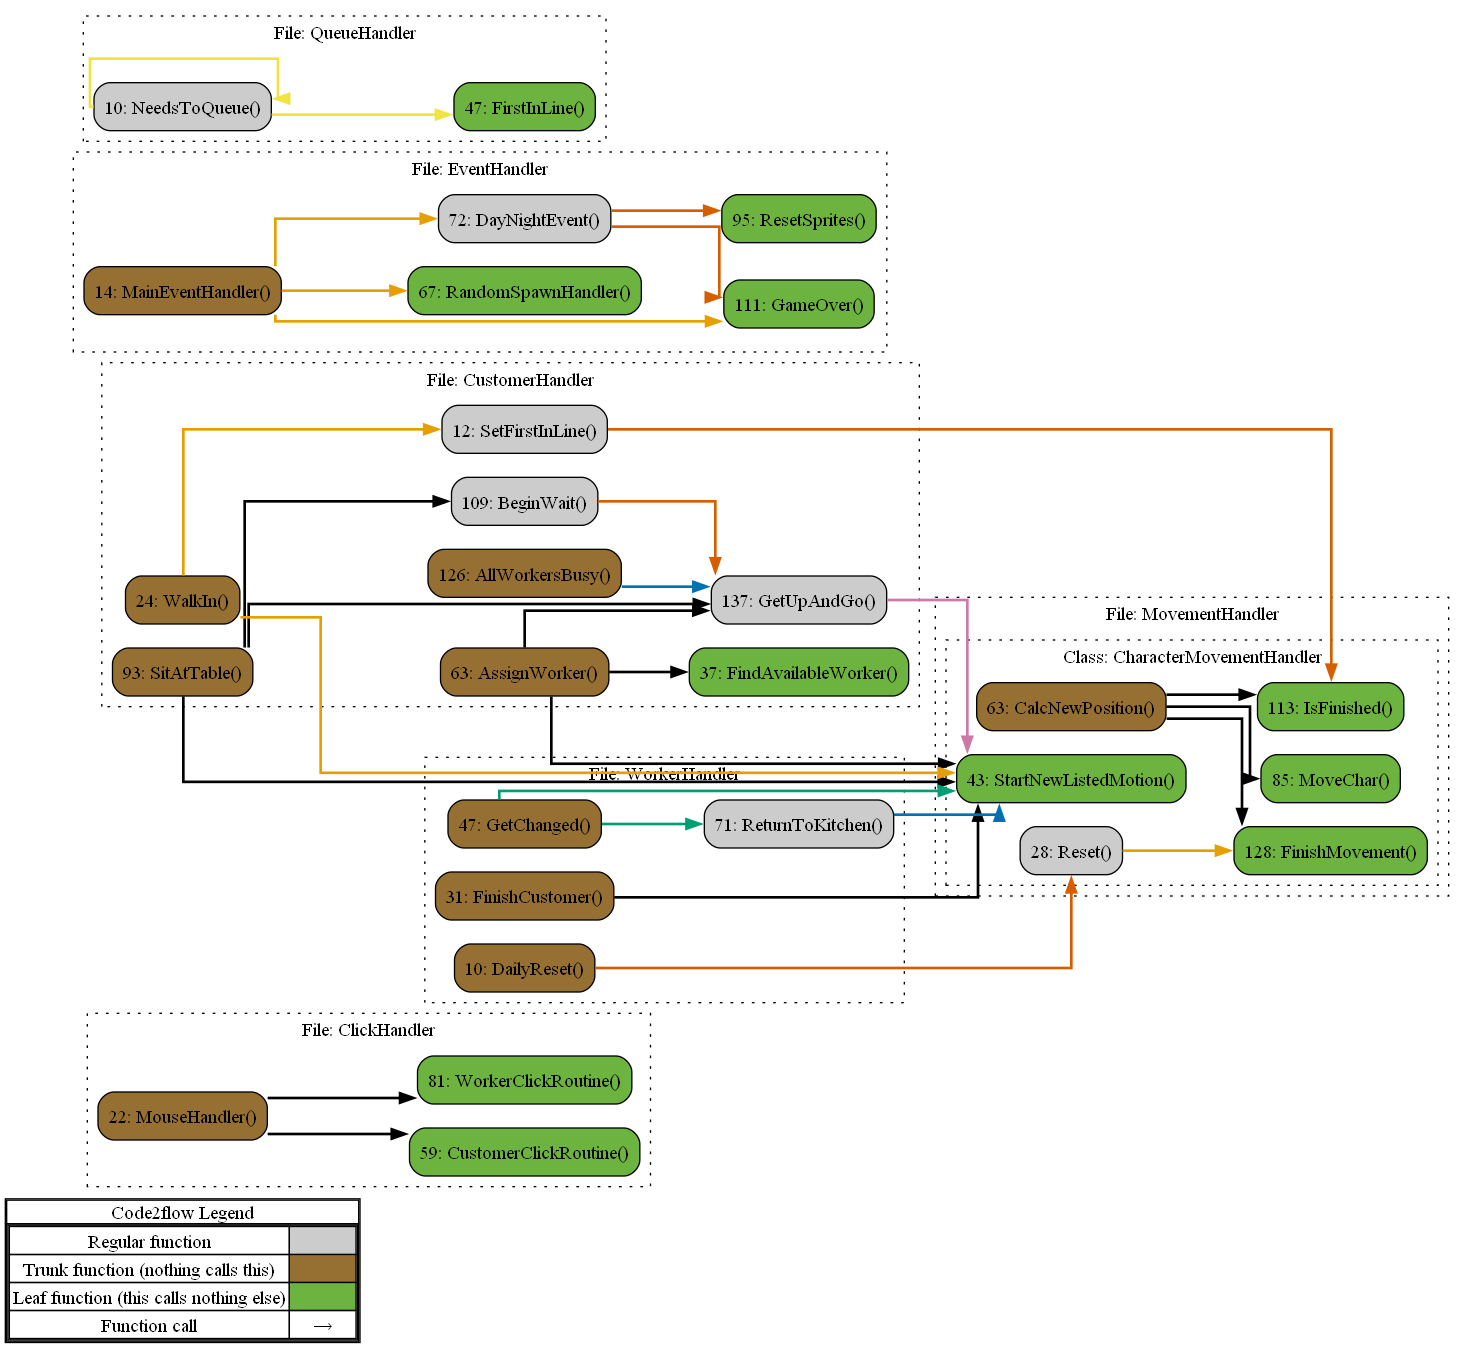 File: QueueHandler
10: NeedsToQueue()
47: FirstInLine()
File: EventHandler
72: DayNightEvent()
95: ResetSprites()
14: MainEventHandler()
67: RandomSpawnHandler()
111: GameOver()
File: CustomerHandler
12: SetFirstInLine()
109: BeginWait()
126: AllWorkersBusy()
24: WalkIn()
137: GetUpAndGo()
93: SitAtTable()
63: AssignWorker()
37: FindAvailableWorker()
File: MovementHandler
Class: CharacterMovementHandler
63: CalcNewPosition()
113: IsFinished()
43: StartNewListedMotion()
85: MoveChar()
28: Reset()
128: FinishMovement()
File: WorkerHandler
47: GetChanged()
71: ReturnToKitchen()
31: FinishCustomer()
10: DailyReset()
File: ClickHandler
81: WorkerClickRoutine()
22: MouseHandler()
59: CustomerClickRoutine()
Code2flow Legend
Regular function
Trunk function (nothing calls this)
Leaf function (this calls nothing else)
Function call →